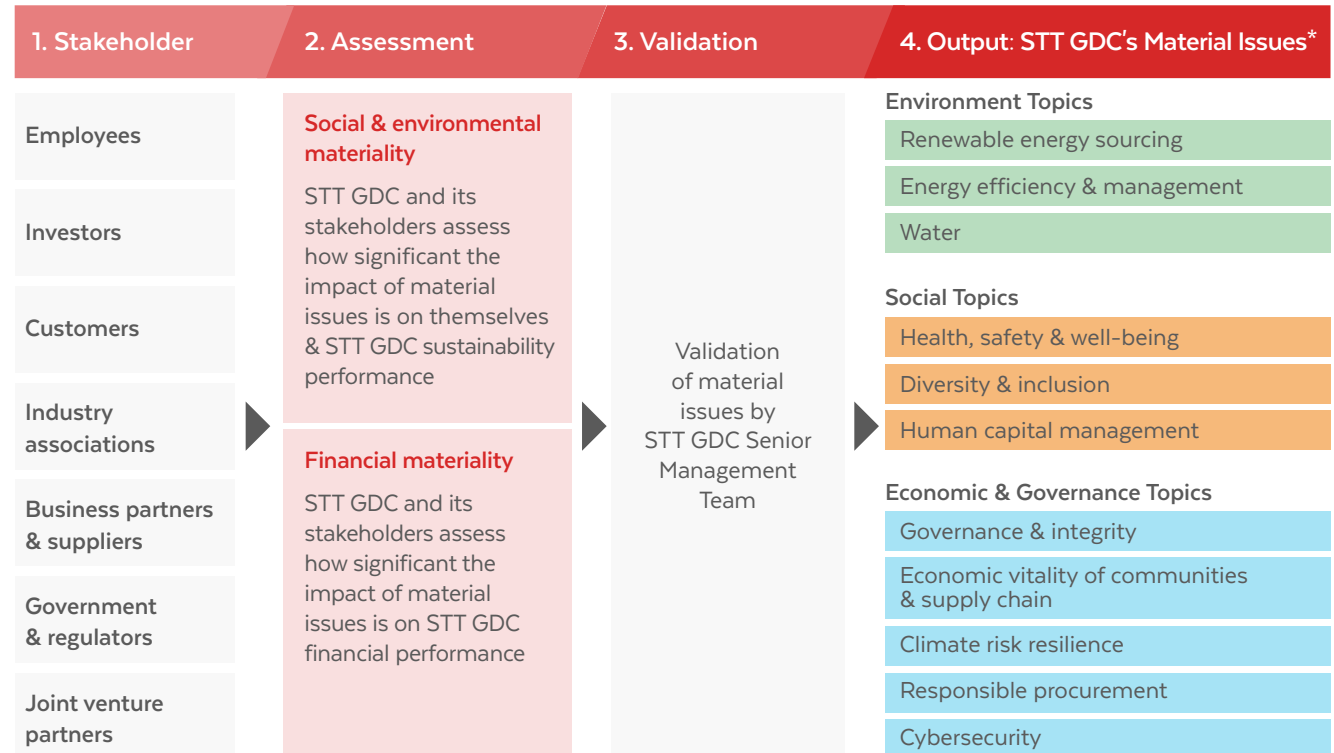 1. Stakeholder
2. Assessment
3. Validation
4. Output: STT GDC's Material Issues*
Employees
Investors
Customers
Industry
associations
Business partners
& suppliers
Government
& regulators
Joint venture
partners
Social & environmental
materiality
STT GDC and its
stakeholders assess
how significant the
impact of material
issues is on themselves
& STT GDC sustainability
performance
Financial materiality
STT GDC and its
stakeholders assess
how significant the
impact of material
issues is on STT GDC
financial performance
Validation
of material
issues by
STT GDC Senior
Management
Team
Environment Topics
Renewable energy sourcing
Energy efficiency & management
Water
Social Topics
Health, safety & well-being
Diversity & inclusion
Human capital management
Economic & Governance Topics
Governance & integrity
Economic vitality of communities
& supply chain
Climate risk resilience
Responsible procurement
Cybersecurity